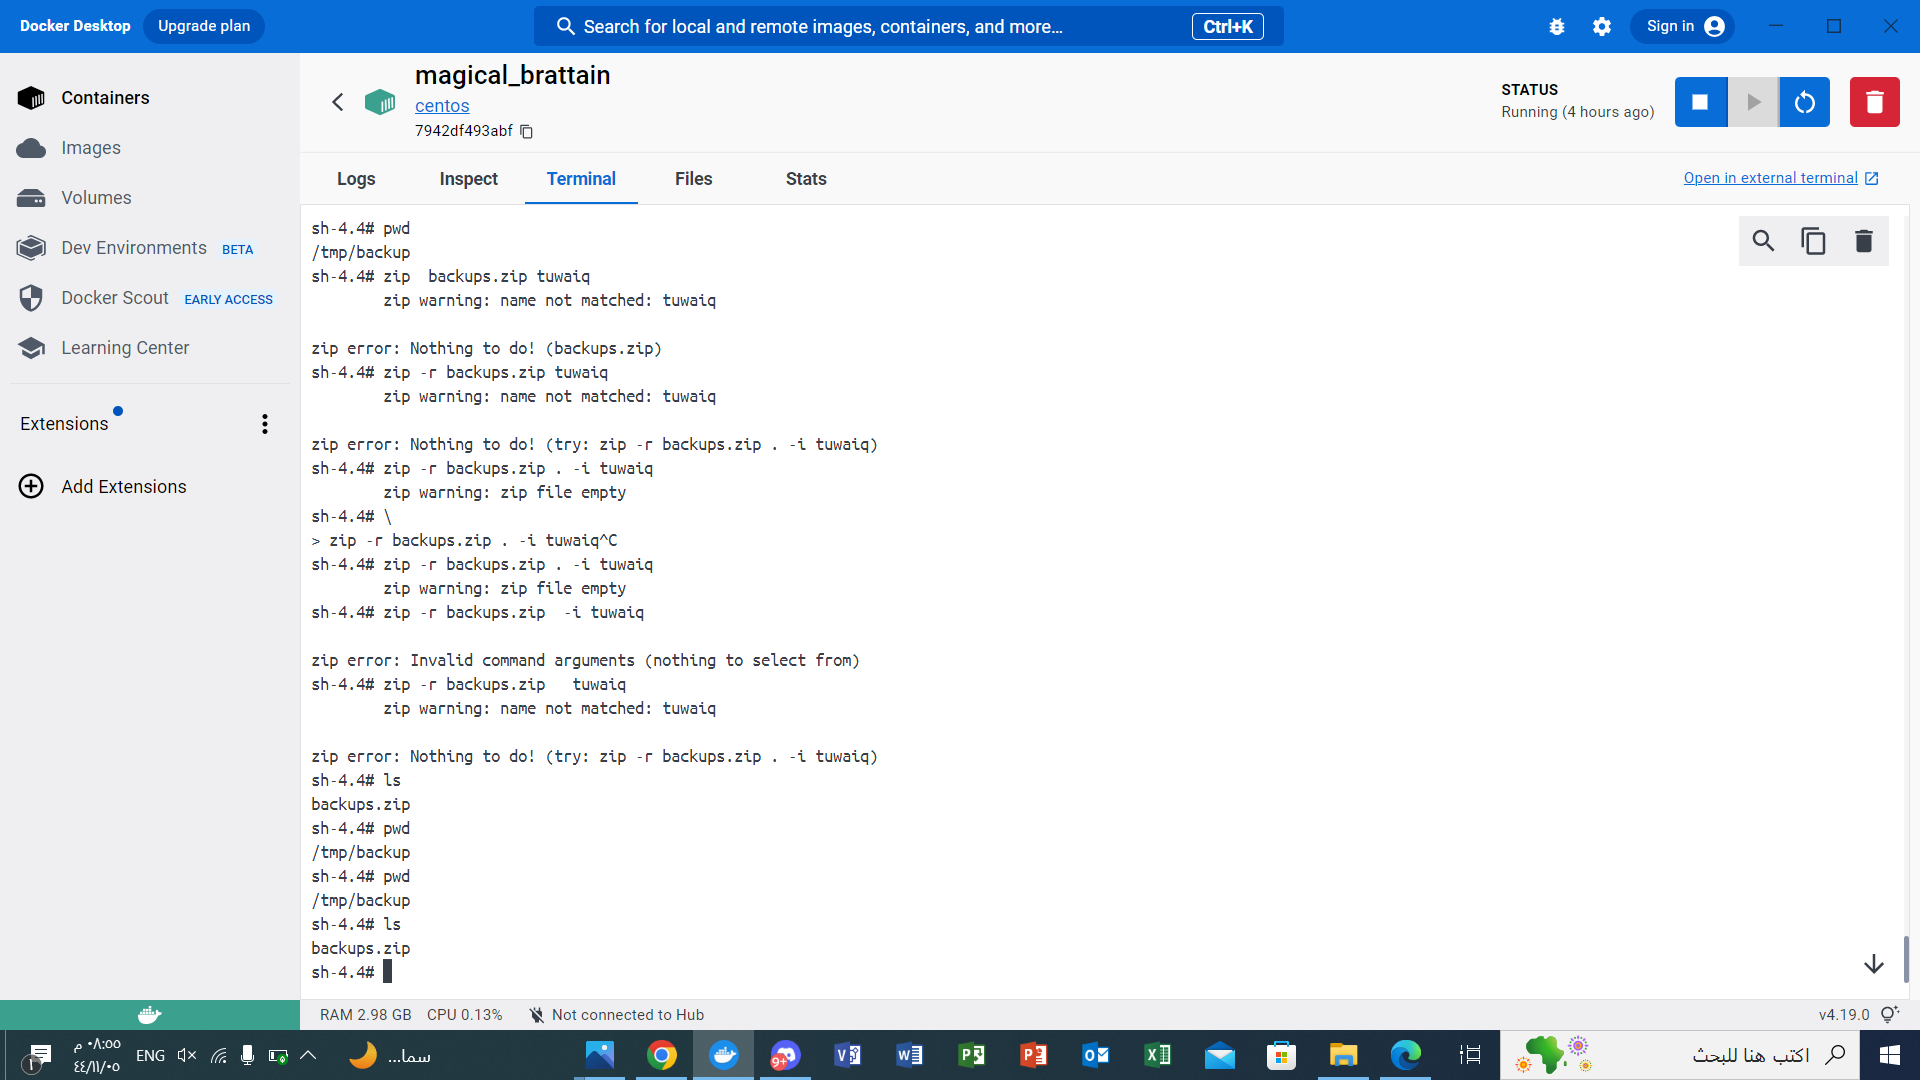 Docker Desktop
Upgrade plan
Search for local and remote images, containers, and more...
Ctrl+K
Sign in
Containers
Images
Volumes
Dev Environments BETA
Docker Scout EARLY ACCESS
Learning Center
Extensions
Add Extensions
magical_brattain
centos
7942df493abf
STATUS
Running (4 hours ago)
Logs
Inspect
Terminal
Files
Stats
Open in external terminal
sh-4.4# pwd
/tmp/backup
sh-4.4# zip  backups.zip tuwaiq
        zip warning: name not matched: tuwaiq
zip error: Nothing to do! (backups.zip)
sh-4.4# zip -r backups.zip tuwaiq
        zip warning: name not matched: tuwaiq
zip error: Nothing to do! (try: zip -r backups.zip . -i tuwaiq)
sh-4.4# zip -r backups.zip . -i tuwaiq
        zip warning: zip file empty
sh-4.4# \
> zip -r backups.zip . -i tuwaiq^C
sh-4.4# zip -r backups.zip . -i tuwaiq
        zip warning: zip file empty
sh-4.4# zip -r backups.zip  -i tuwaiq
zip error: Invalid command arguments (nothing to select from)
sh-4.4# zip -r backups.zip   tuwaiq
        zip warning: name not matched: tuwaiq
zip error: Nothing to do! (try: zip -r backups.zip . -i tuwaiq)
sh-4.4# ls
backups.zip
sh-4.4# pwd
/tmp/backup
sh-4.4# pwd
/tmp/backup
sh-4.4# ls
backups.zip
sh-4.4#
RAM 2.98 GB CPU 0.13%
Not connected to Hub
v4.19.0
١
٠٨:٥٥ م
٤٤/١١/٠٥
ENG
سما...
9+
اكتب هنا للبحث